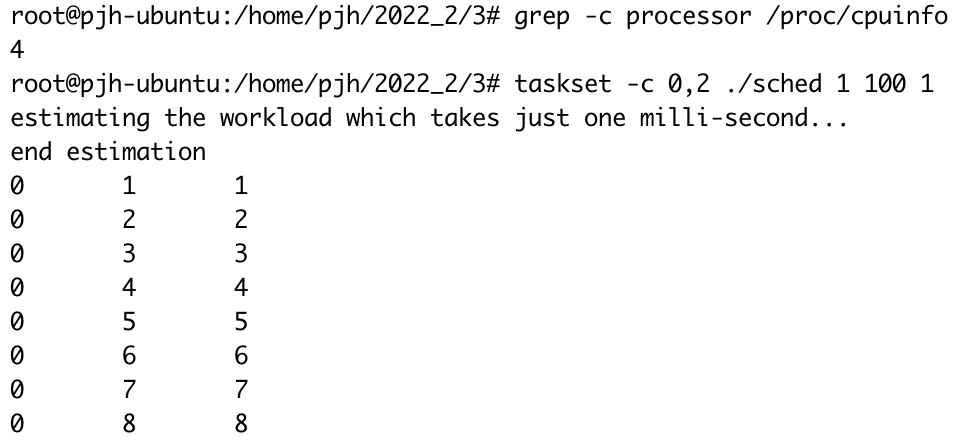 root@pjh-ubuntu:/home/pjh/2022_2/3# grep -c processor /proc/cpuinfo
4
root@pjh-ubuntu:/home/pjh/2022_2/3# taskset -c 0,2 ./sched 1 100 1
estimating the workload which takes just one milli-second...
end estimation
0 1 1
0 2 2
0 3 3
0 4 4
0 5 5
0 6 6
0 7 7
0 8 8